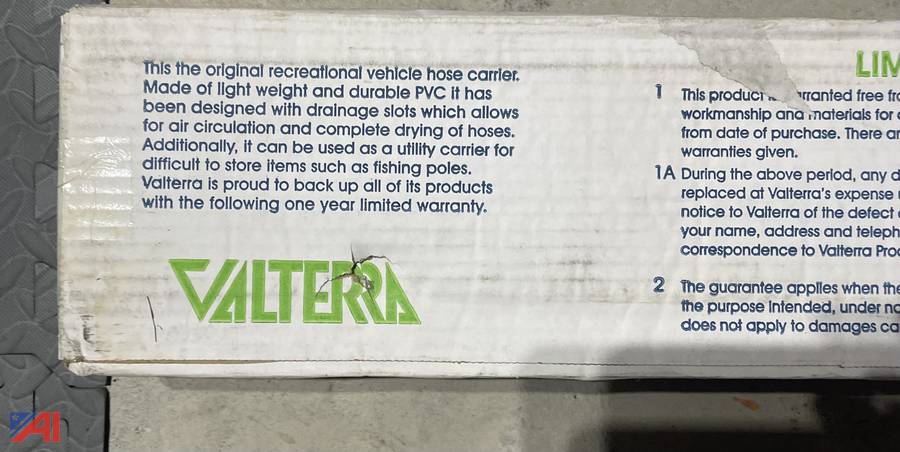 This the original recreational vehicle hose carrier.
Made of light weight and durable PVC it has
been designed with drainage slots which allows
for air circulation and complete drying of hoses.
Additionally, it can be used as a utility carrier for
difficult to store items such as fishing poles.
Valterra is proud to back up all of its products
with the following one year limited warranty.
VALTERRA
LIM
1 This product warranted free
workmanship and materials for
from date of purchase. There
warranties given.
1A During the above period, any
replaced at Valterra's expense
notice to Valterra of the defect
your name, address and
correspondence to Valterra
2 The guarantee applies when the
the purpose intended, under
does not apply to damages
AI